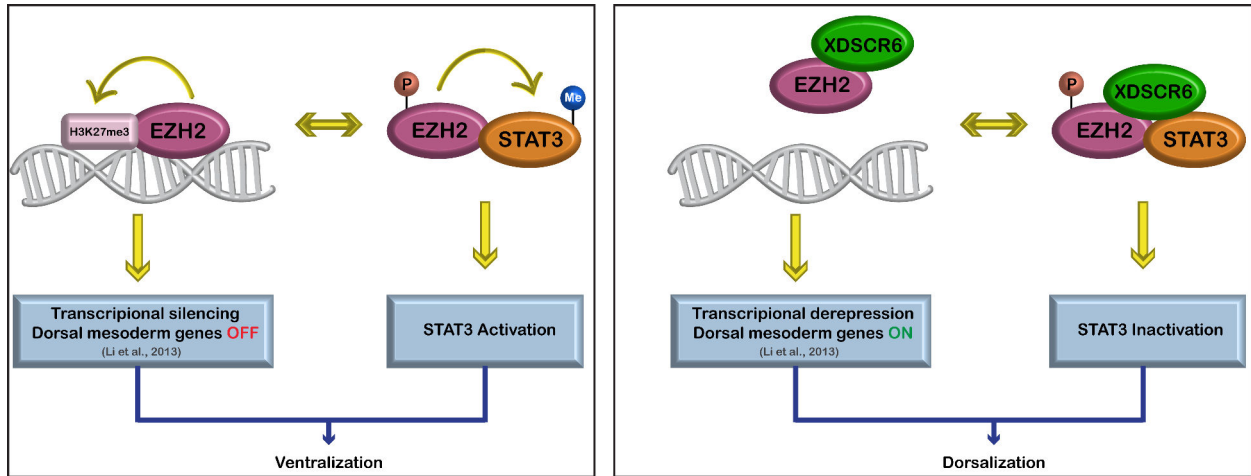 H3K27me3
EZH2
P
EZH2
STAT3
Me
Transcripional silencing
Dorsal mesoderm genes OFF
(Li et al., 2013)
STAT3 Activation
Ventralization
XDSCR6
EZH2
P
XDSCR6
EZH2
STAT3
Transcripional derepression
Dorsal mesoderm genes ON
(Li et al., 2013)
STAT3 Inactivation
Dorsalization